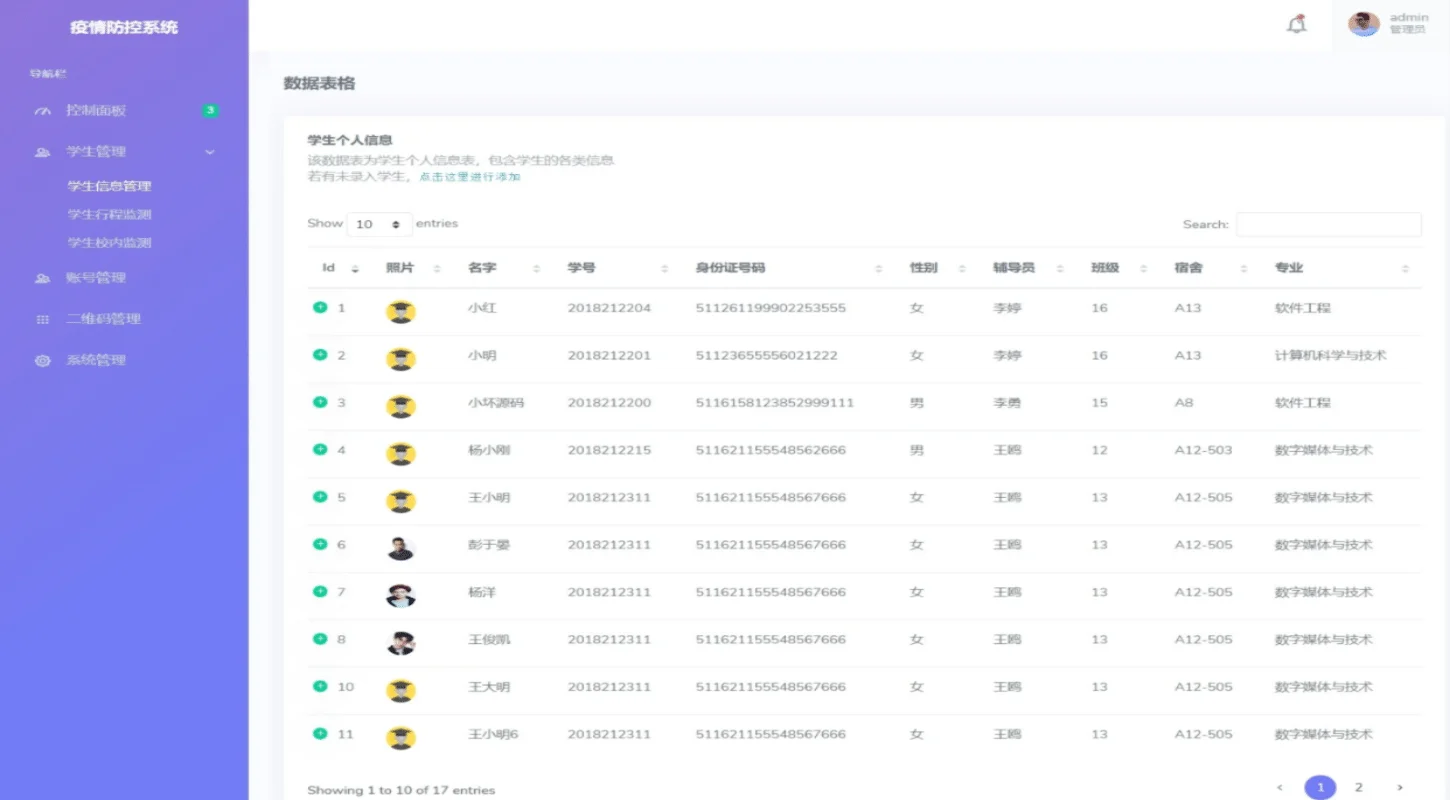 疫情防控系统
admin
管理员
导航栏
控制面板 3
学生管理
学生信息管理
学生行程监测
学生校内监测
账号管理
二维码管理
系统管理
数据表格
学生个人信息
该数据表为学生个人信息表，包含学生的各类信息
若有未录入学生，点击这里进行添加
Show 10 entries Search:
Id 照片 名字 学号 身份证号码 性别 辅导员 班级 宿舍 专业
1 小红 2018212204 511261199902253555 女 李婷 16 A13 软件工程
2 小明 2018212201 51123655556021222 女 李婷 16 A13 计算机科学与技术
3 小坏源码 2018212200 5116158123852999111 男 李勇 15 A8 软件工程
4 杨小刚 2018212215 511621155548562666 男 王鸥 12 A12-503 数字媒体与技术
5 王小明 2018212311 511621155548567666 女 王鸥 13 A12-505 数字媒体与技术
6 彭于晏 2018212311 511621155548567666 女 王鸥 13 A12-505 数字媒体与技术
7 杨洋 2018212311 511621155548567666 女 王鸥 13 A12-505 数字媒体与技术
8 王俊凯 2018212311 511621155548567666 女 王鸥 13 A12-505 数字媒体与技术
10 王大明 2018212311 511621155548567666 女 王鸥 13 A12-505 数字媒体与技术
11 王小明6 2018212311 511621155548567666 女 王鸥 13 A12-505 数字媒体与技术
Showing 1 to 10 of 17 entries
1 2